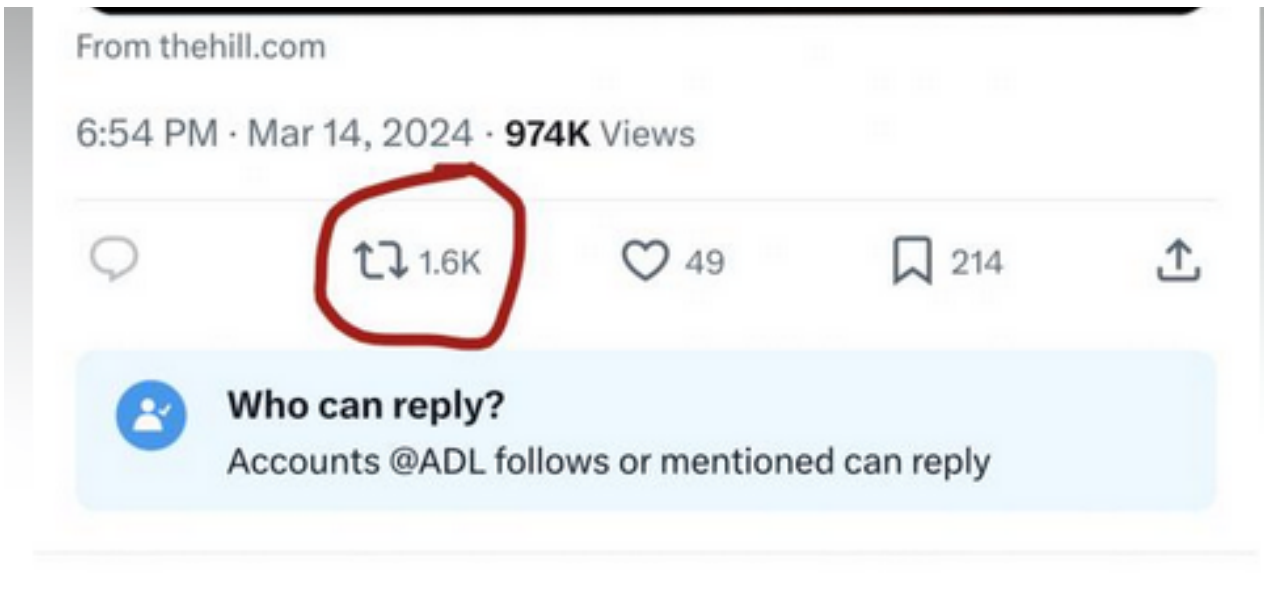 From thehill.com
6:54 PM · Mar 14, 2024 · 974K Views
1.6K 49 214
Who can reply?
Accounts @ADL follows or mentioned can reply